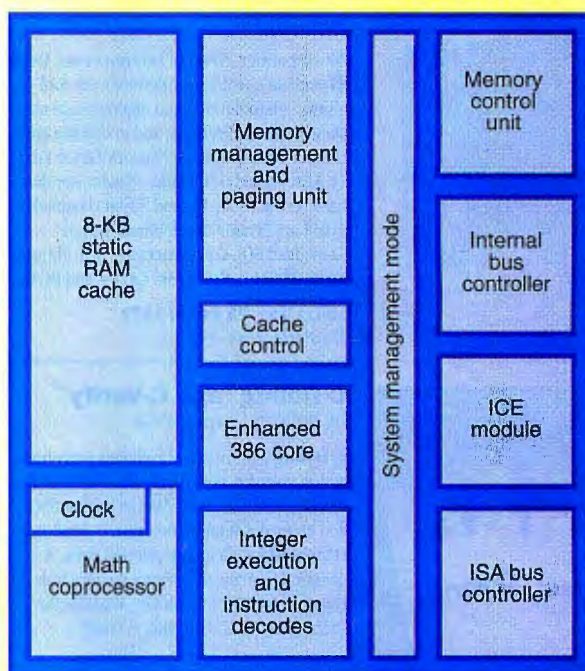 8-KB
static
RAM
cache
Clock
Math
coprocessor
Memory
management
and
paging unit
Cache
control
Enhanced
386 core
Integer
execution
and
instruction
decodes
System management mode
Memory
control
unit
Internal
bus
controller
ICE
module
ISA bus
controller